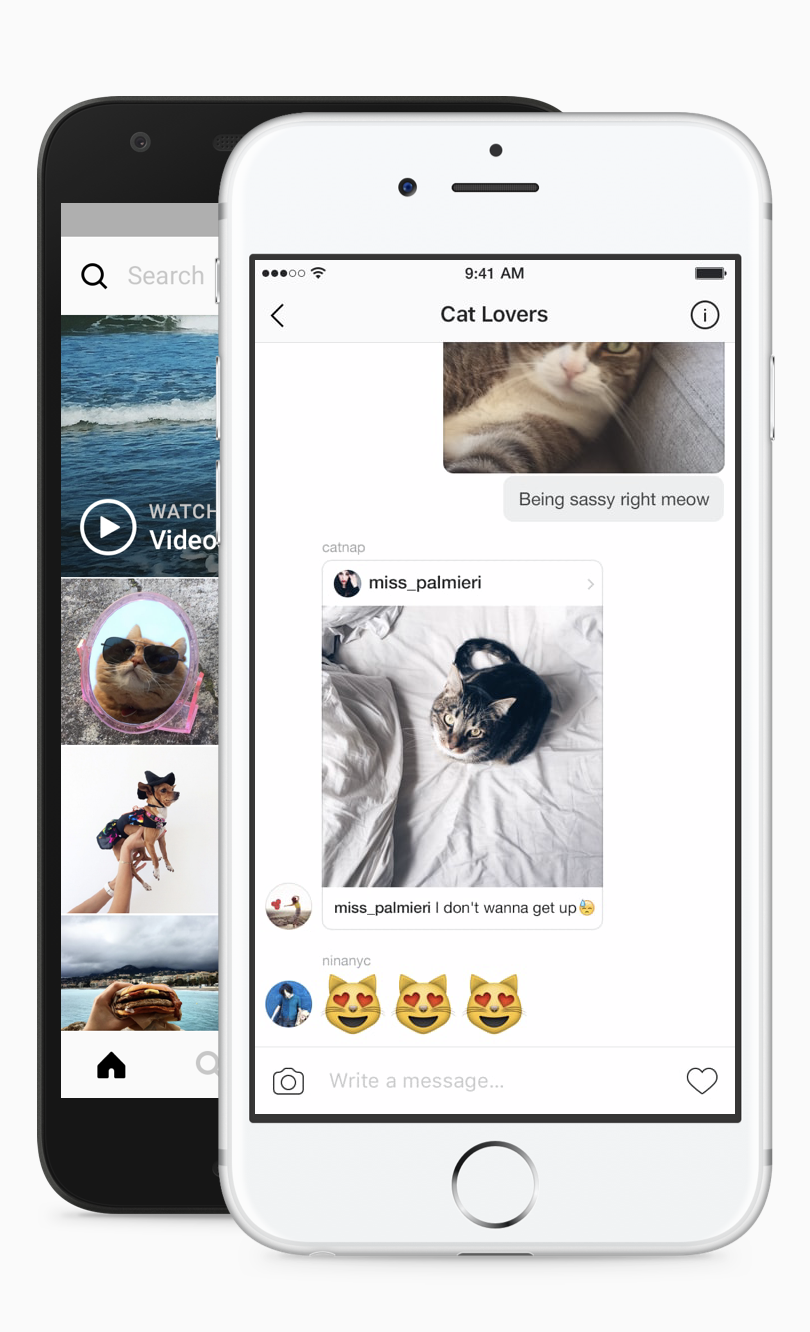 Search
WATCH
Video
9:41 AM
Cat Lovers
Being sassy right meow
catnap
miss_palmieri
miss_palmieri I don't wanna get up😓
ninanyc
😻😻😻
Write a message...